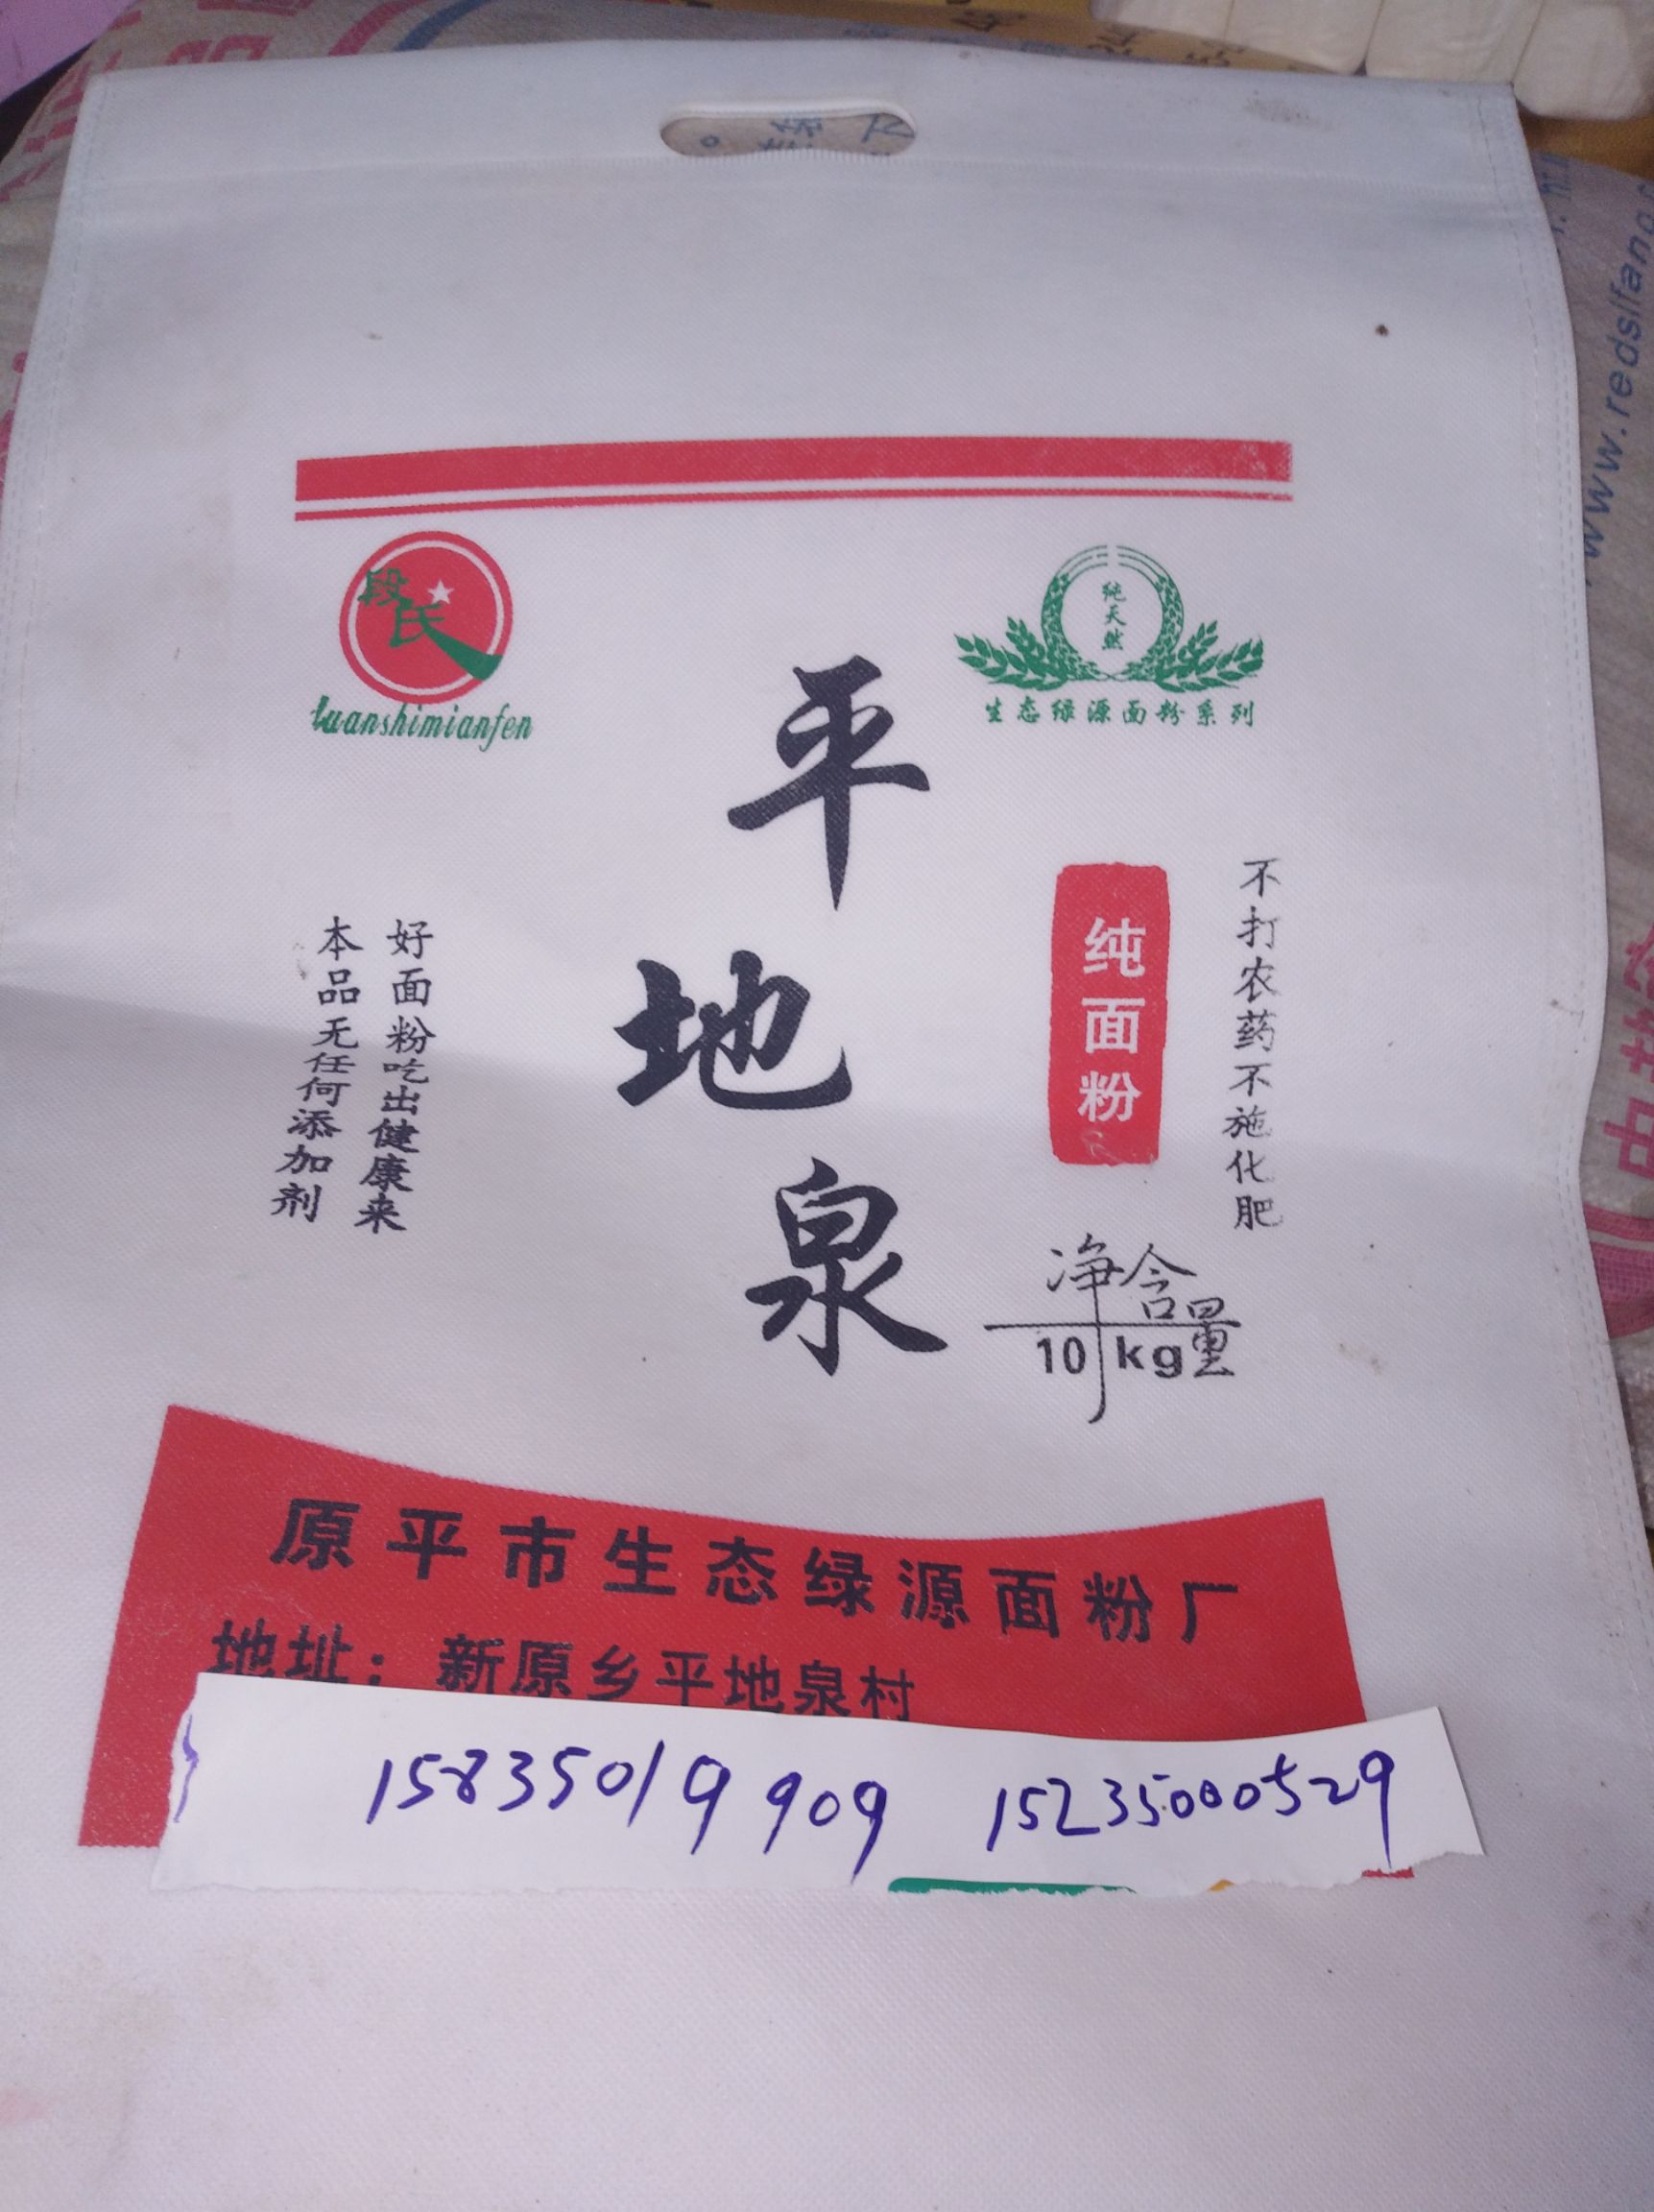 段氏
tuanshimianfen
纯天然
生态绿源面粉系列
平地泉
纯面粉
不打农药不施化肥
好面粉吃出健康来
本品无任何添加剂
净含量
10kg
原平市生态绿源面粉厂
地址：新原乡平地泉村
15835019909 15235000529
www.redsifang.c